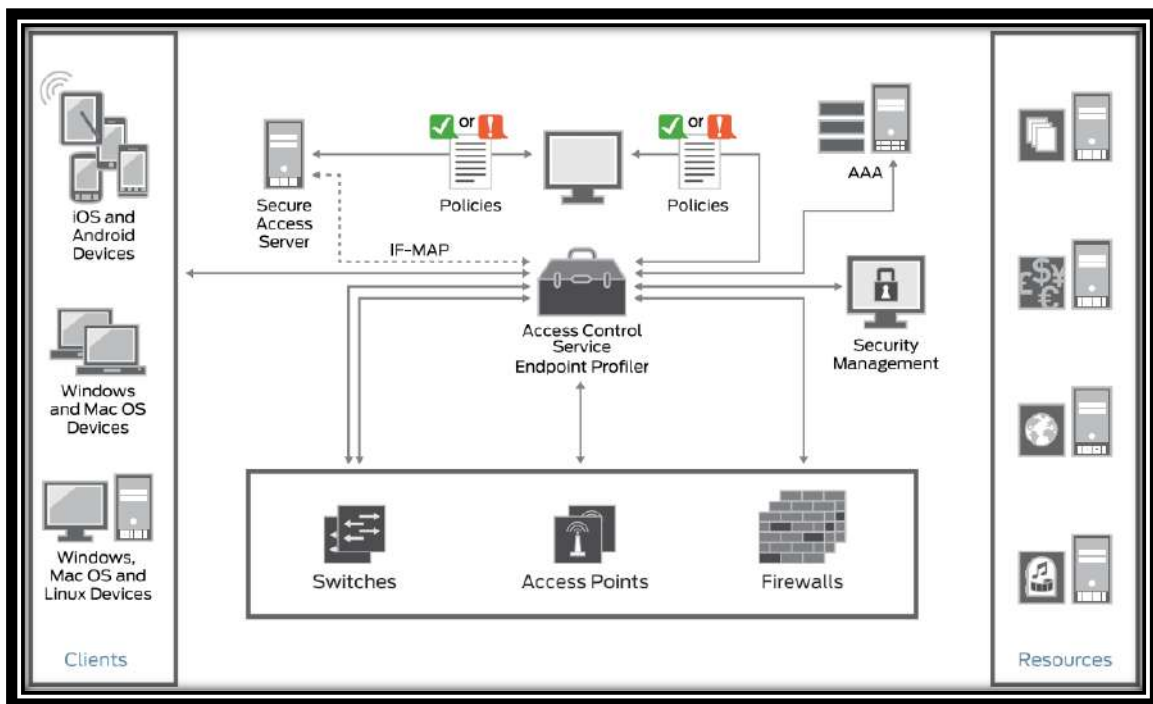 iOS and
Android
Devices
Windows
and Mac OS
Devices
Windows,
Mac OS and
Linux Devices
Clients
Secure
Access
Server
or
Policies
or
Policies
AAA
IF-MAP
Access Control
Service
Endpoint Profiler
Security
Management
Switches
Access Points
Firewalls
£$¥
€
Resources